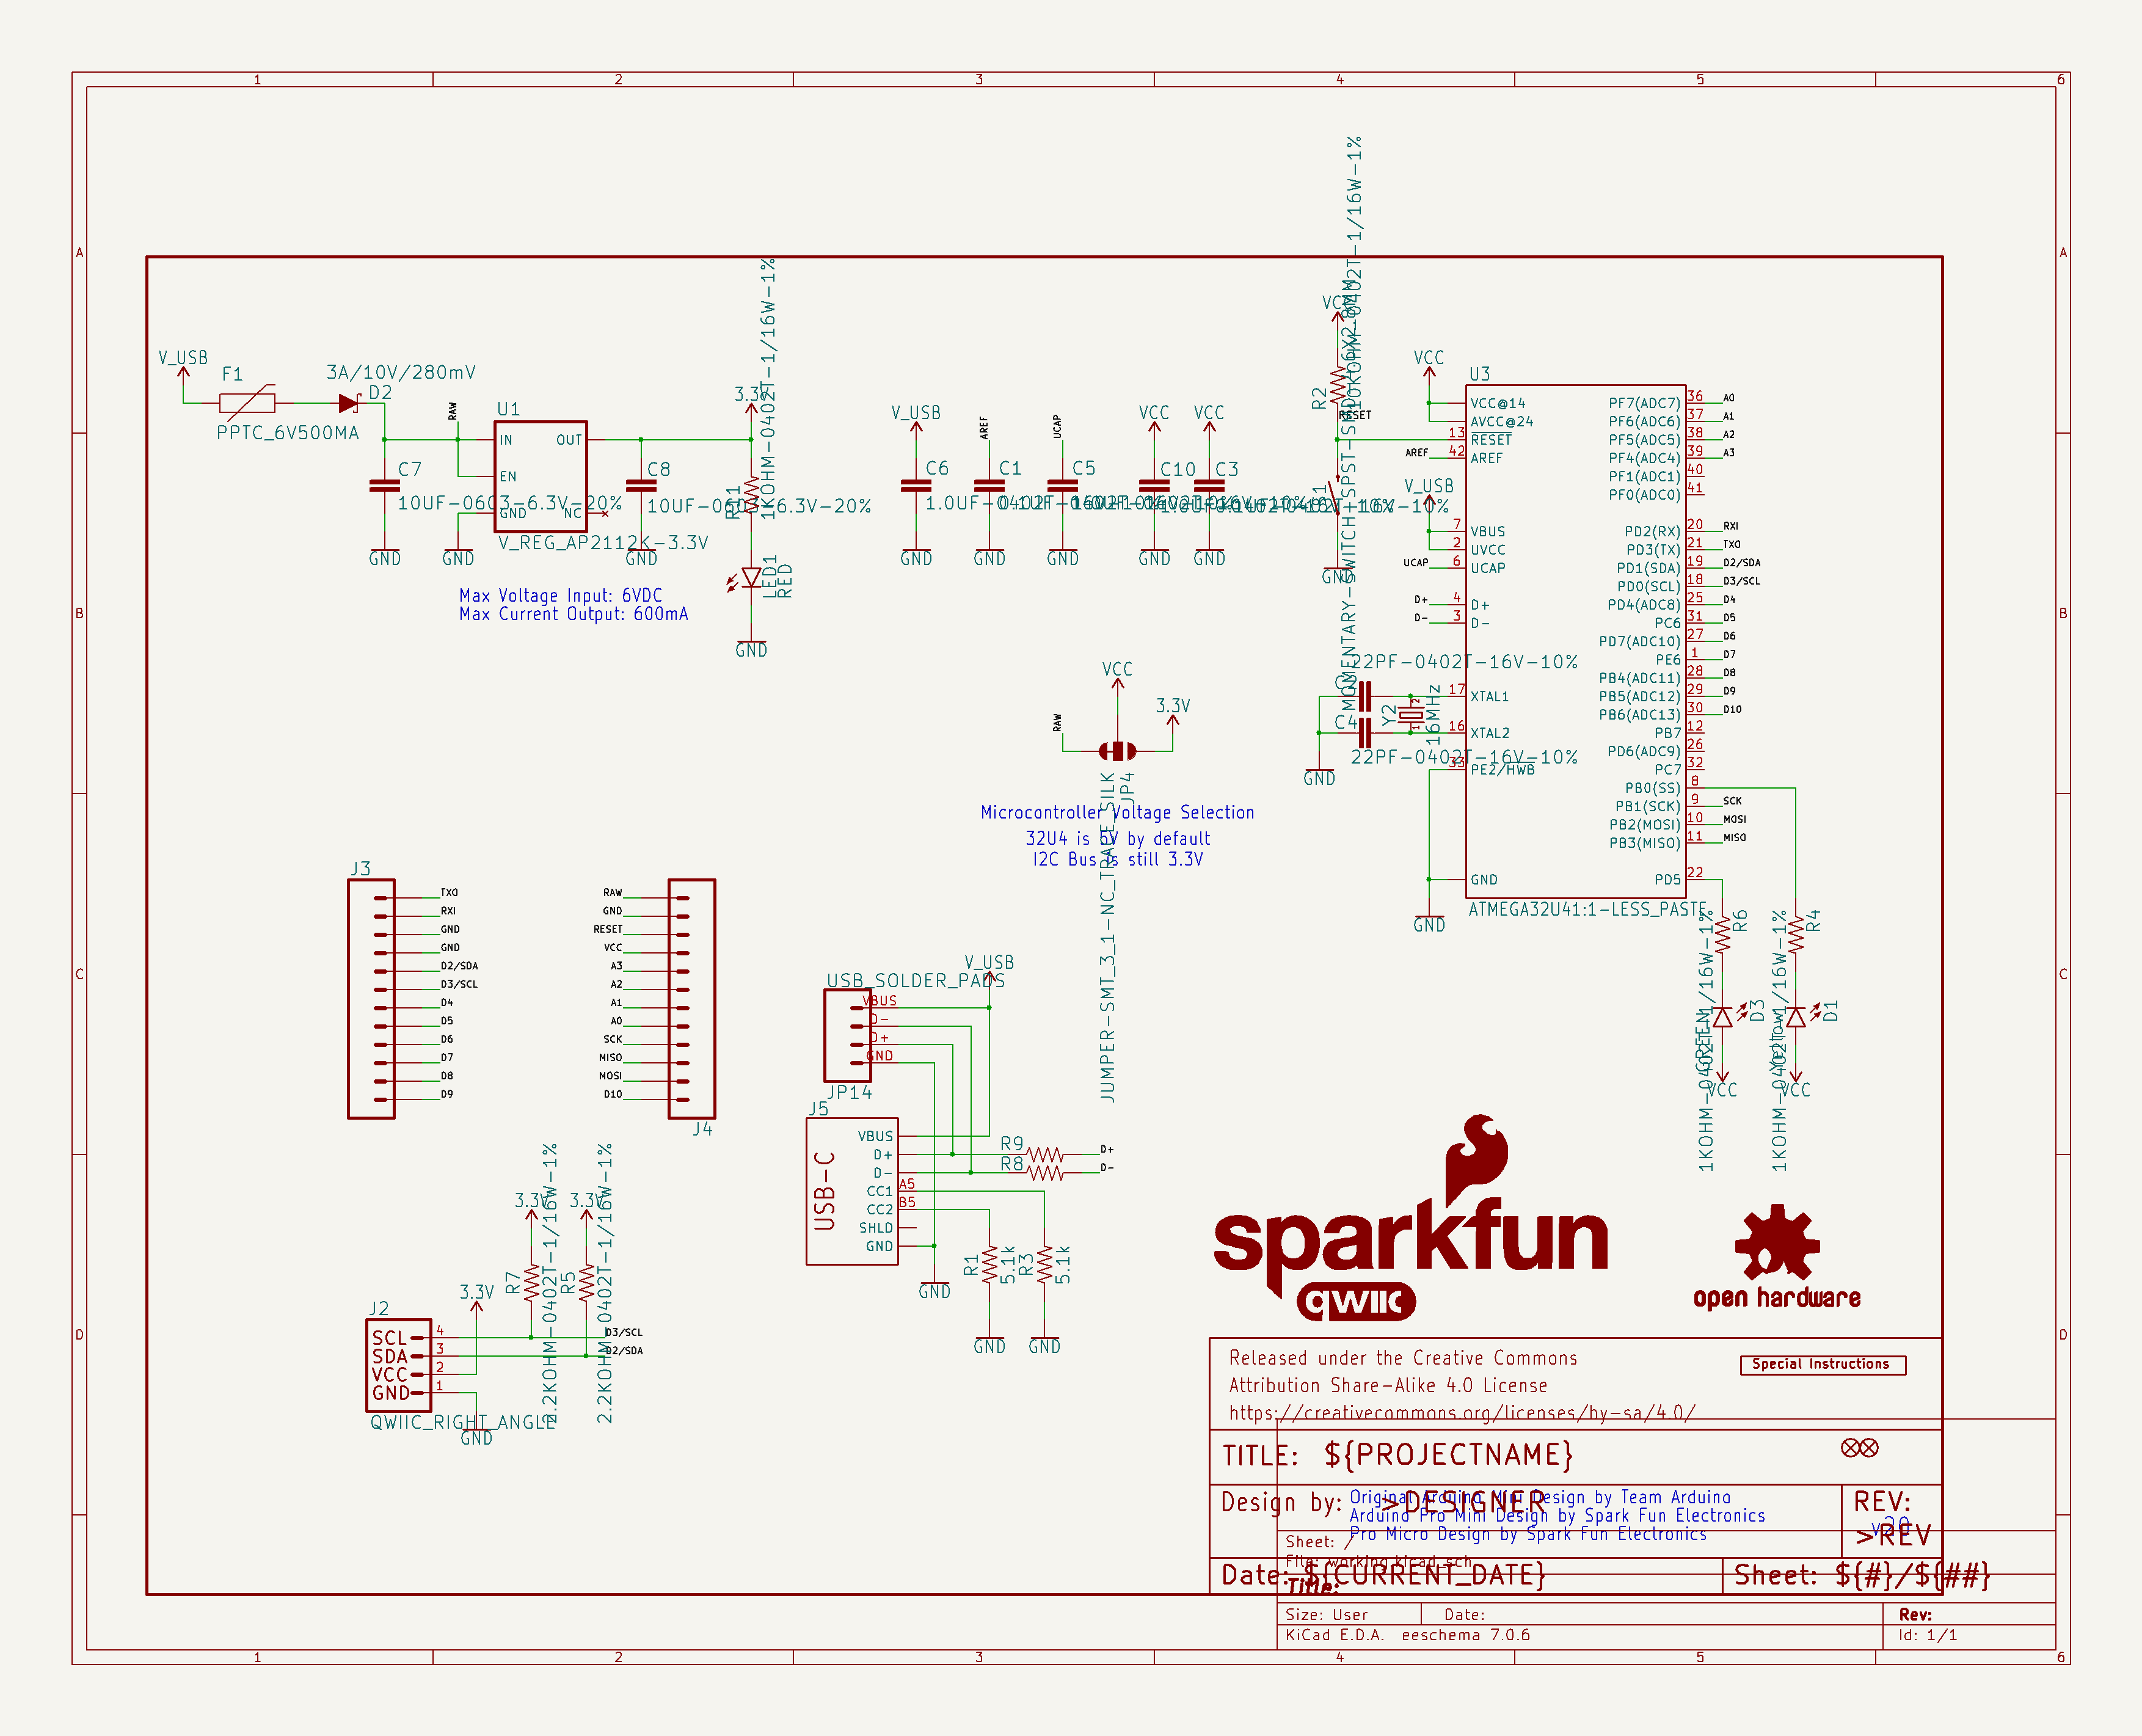 1 2 3 4 5 6
A A
B B
C C
D D
1 2 3 4 5 6
V_USB
F1
PPTC_6V500MA
3A/10V/280mV
D2
RAW
U1
IN
OUT
EN
GND
NC
V_REG_AP2112K-3.3V
C7
10UF-0603-6.3V-20%
GND
GND
C8
10UF-0603-6.3V-20%
GND
3.3V
1KOHM-0402T-1/16W-1%
LED1
RED
GND
Max Voltage Input: 6VDC
Max Current Output: 600mA
V_USB
C6
GND
AREF
C1
GND
UCAP
C5
GND
VCC
C10
GND
VCC
C3
GND
VCC
R2
RESET
GND
VCC
V_USB
U3
VCC@14
AVCC@24
13 RESET
AREF 42 AREF
7 VBUS
2 UVCC
UCAP 6 UCAP
D+ 4 D+
D- 3 D-
17 XTAL1
16 XTAL2
33 PE2/HWB
GND
GND
PF7(ADC7) 36 A0
PF6(ADC6) 37 A1
PF5(ADC5) 38 A2
PF4(ADC4) 39 A3
PF1(ADC1) 40
PF0(ADC0) 41
PD2(RX) 20 RXI
PD3(TX) 21 TXO
PD1(SDA) 19 D2/SDA
PD0(SCL) 18 D3/SCL
PD4(ADC8) 25 D4
PC6 31 D5
PD7(ADC10) 27 D6
PE6 1 D7
PB4(ADC11) 28 D8
PB5(ADC12) 29 D9
PB6(ADC13) 30 D10
PB7 12
PD6(ADC9) 26
PC7 32
PB0(SS) 8
PB1(SCK) 9 SCK
PB2(MOSI) 10 MOSI
PB3(MISO) 11 MISO
PD5 22
ATMEGA32U41:1-LESS_PASTE
22PF-0402T-16V-10%
C4
22PF-0402T-16V-10%
Y2
16MHz
GND
R6
1KOHM-0402T-1/16W-1%
GREEN
D3
VCC
R4
1KOHM-0402T-1/16W-1%
Yellow
D1
VCC
VCC
RAW
3.3V
JP4
JUMPER-SMT_3_1-NC_TRACE_SILK
Microcontroller Voltage Selection
32U4 is 5V by default
I2C Bus is still 3.3V
J3
TXO
RXI
GND
GND
D2/SDA
D3/SCL
D4
D5
D6
D7
D8
D9
RAW
GND
RESET
VCC
A3
A2
A1
A0
SCK
MISO
MOSI
D10
J4
V_USB
USB_SOLDER_PADS
VBUS
D-
D+
GND
JP14
J5
USB-C
VBUS
D+
D-
CC1 A5
CC2 B5
SHLD
GND
R9 D+
R8 D-
GND
R1
5.1k
GND
R3
5.1k
GND
3.3V
R7
2.2KOHM-0402T-1/16W-1%
3.3V
R5
2.2KOHM-0402T-1/16W-1%
3.3V
J2
SCL 4 D3/SCL
SDA 3 D2/SDA
VCC 2
GND 1
QWIIC_RIGHT_ANGLE
GND
sparkfun
qwiic
open hardware
Released under the Creative Commons
Attribution Share-Alike 4.0 License
https://creativecommons.org/licenses/by-sa/4.0/
Special Instructions
TITLE: ${PROJECTNAME}
Design by: >DESIGNER
Original Arduino Mini Design by Team Arduino
Arduino Pro Mini Design by Spark Fun Electronics
Pro Micro Design by Spark Fun Electronics
REV:
>REV
Sheet: /
File: working.kicad_sch
Date: ${CURRENT_DATE}
Sheet: ${#}/${##}
Title:
Size: User
Date:
Rev:
KiCad E.D.A. eeschema 7.0.6
Id: 1/1